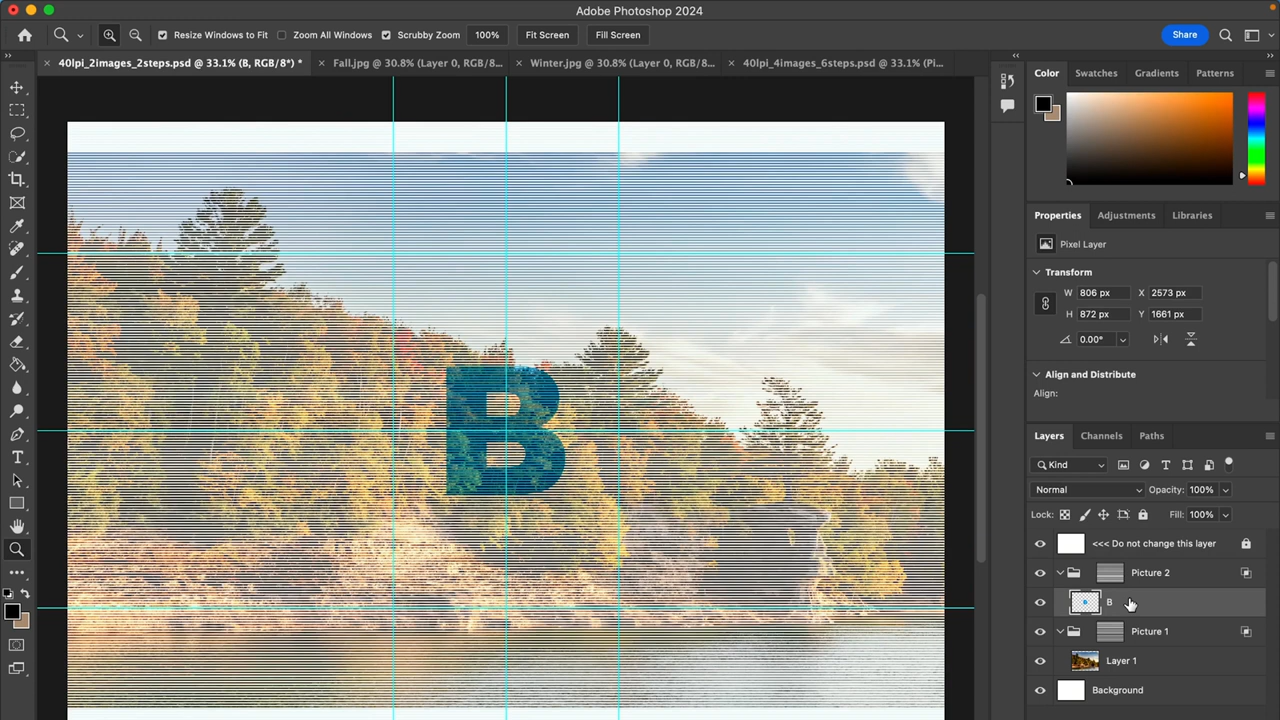 Adobe Photoshop 2024
Resize Windows to Fit Zoom All Windows Scrubby Zoom 100% Fit Screen Fill Screen Share
40lpi_2images_2steps.psd @ 33.1% (B, RGB/8*) * Fall.jpg @ 30.8% (Layer 0, RGB/8... Winter.jpg @ 30.8% (Layer 0, RGB/8... 40lpi_4images_6steps.psd @ 33.1% (Pi...
Color Swatches Gradients Patterns
Properties Adjustments Libraries
Pixel Layer
Transform
W 806 px X 2573 px
H 872 px Y 1661 px
0.00°
Align and Distribute
Align:
B
Layers Channels Paths
Kind
Normal Opacity: 100%
Lock: Fill: 100%
<<< Do not change this layer
Picture 2
B
Picture 1
Layer 1
Background